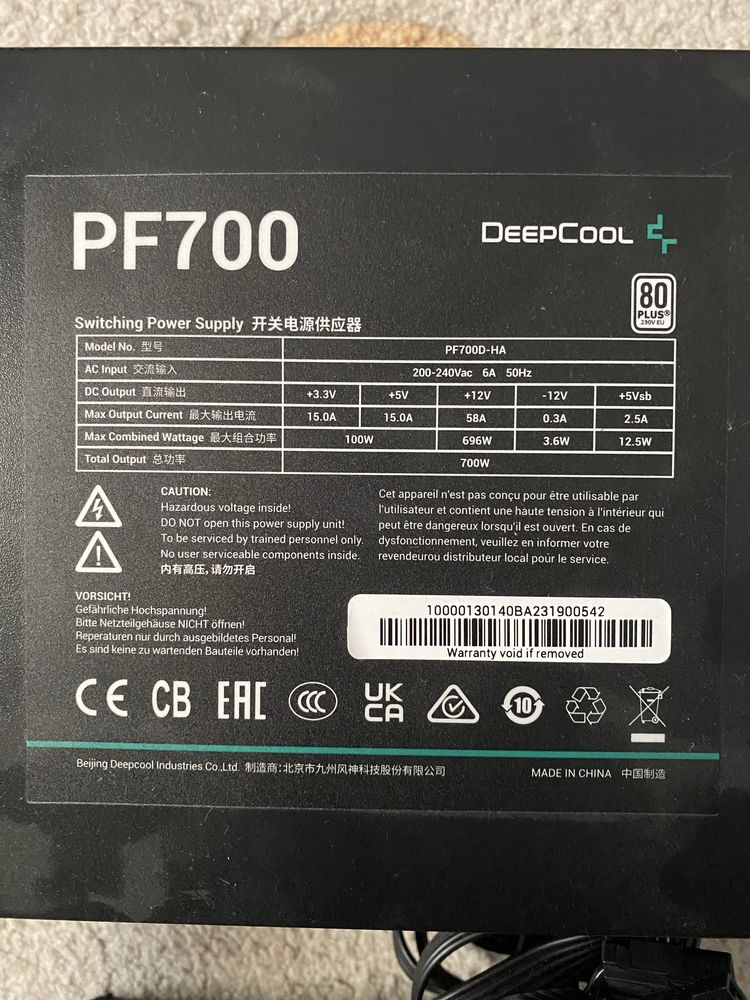 PF700
DEEPCOOL
80
PLUS®
230V EU
Switching Power Supply 开关电源供应器
Model No. 型号 PF700D-HA
AC Input 交流输入 200-240Vac 6A 50Hz
DC Output 直流输出 +3.3V +5V +12V -12V +5Vsb
Max Output Current 最大输出电流 15.0A 15.0A 58A 0.3A 2.5A
Max Combined Wattage 最大组合功率 100W 696W 3.6W 12.5W
Total Output 总功率 700W
CAUTION:
Hazardous voltage inside!
DO NOT open this power supply unit!
To be serviced by trained personnel only.
No user serviceable components inside.
内有高压，请勿开启
Cet appareil n'est pas conçu pour être utilisable par
l'utilisateur et contient une haute tension à l'intérieur qui
peut être dangereux lorsqu'il est ouvert. En cas de
dysfonctionnement, veuillez en informer votre
revendeurou distributeur local pour le service.
VORSICHT!
Gefährliche Hochspannung!
Bitte Netzteilgehäuse NICHT öffnen!
Reperaturen nur durch ausgebildetes Personal!
Es sind keine zu wartenden Bauteile vorhanden!
10000130140BA231900542
Warranty void if removed
CE CB EAC CCC UK CA 10
Beijing Deepcool Industries Co.,Ltd. 制造商:北京市九州风神科技股份有限公司
MADE IN CHINA 中国制造